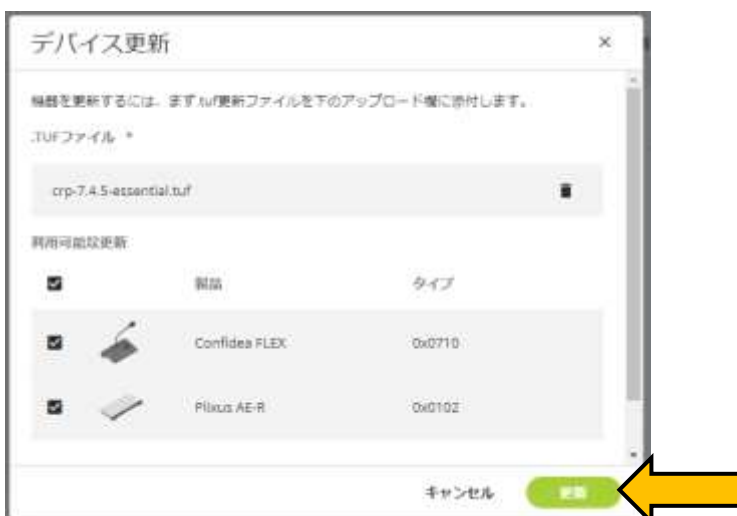 デバイス更新
機器を更新するには、まず.tuf更新ファイルを下のアップロード欄に添付します。
.TUFファイル *
crp-7.4.5-essential.tuf
利用可能な更新
製品 タイプ
Confidea FLEX 0x0710
Plixus AE-R 0x0102
キャンセル 更新